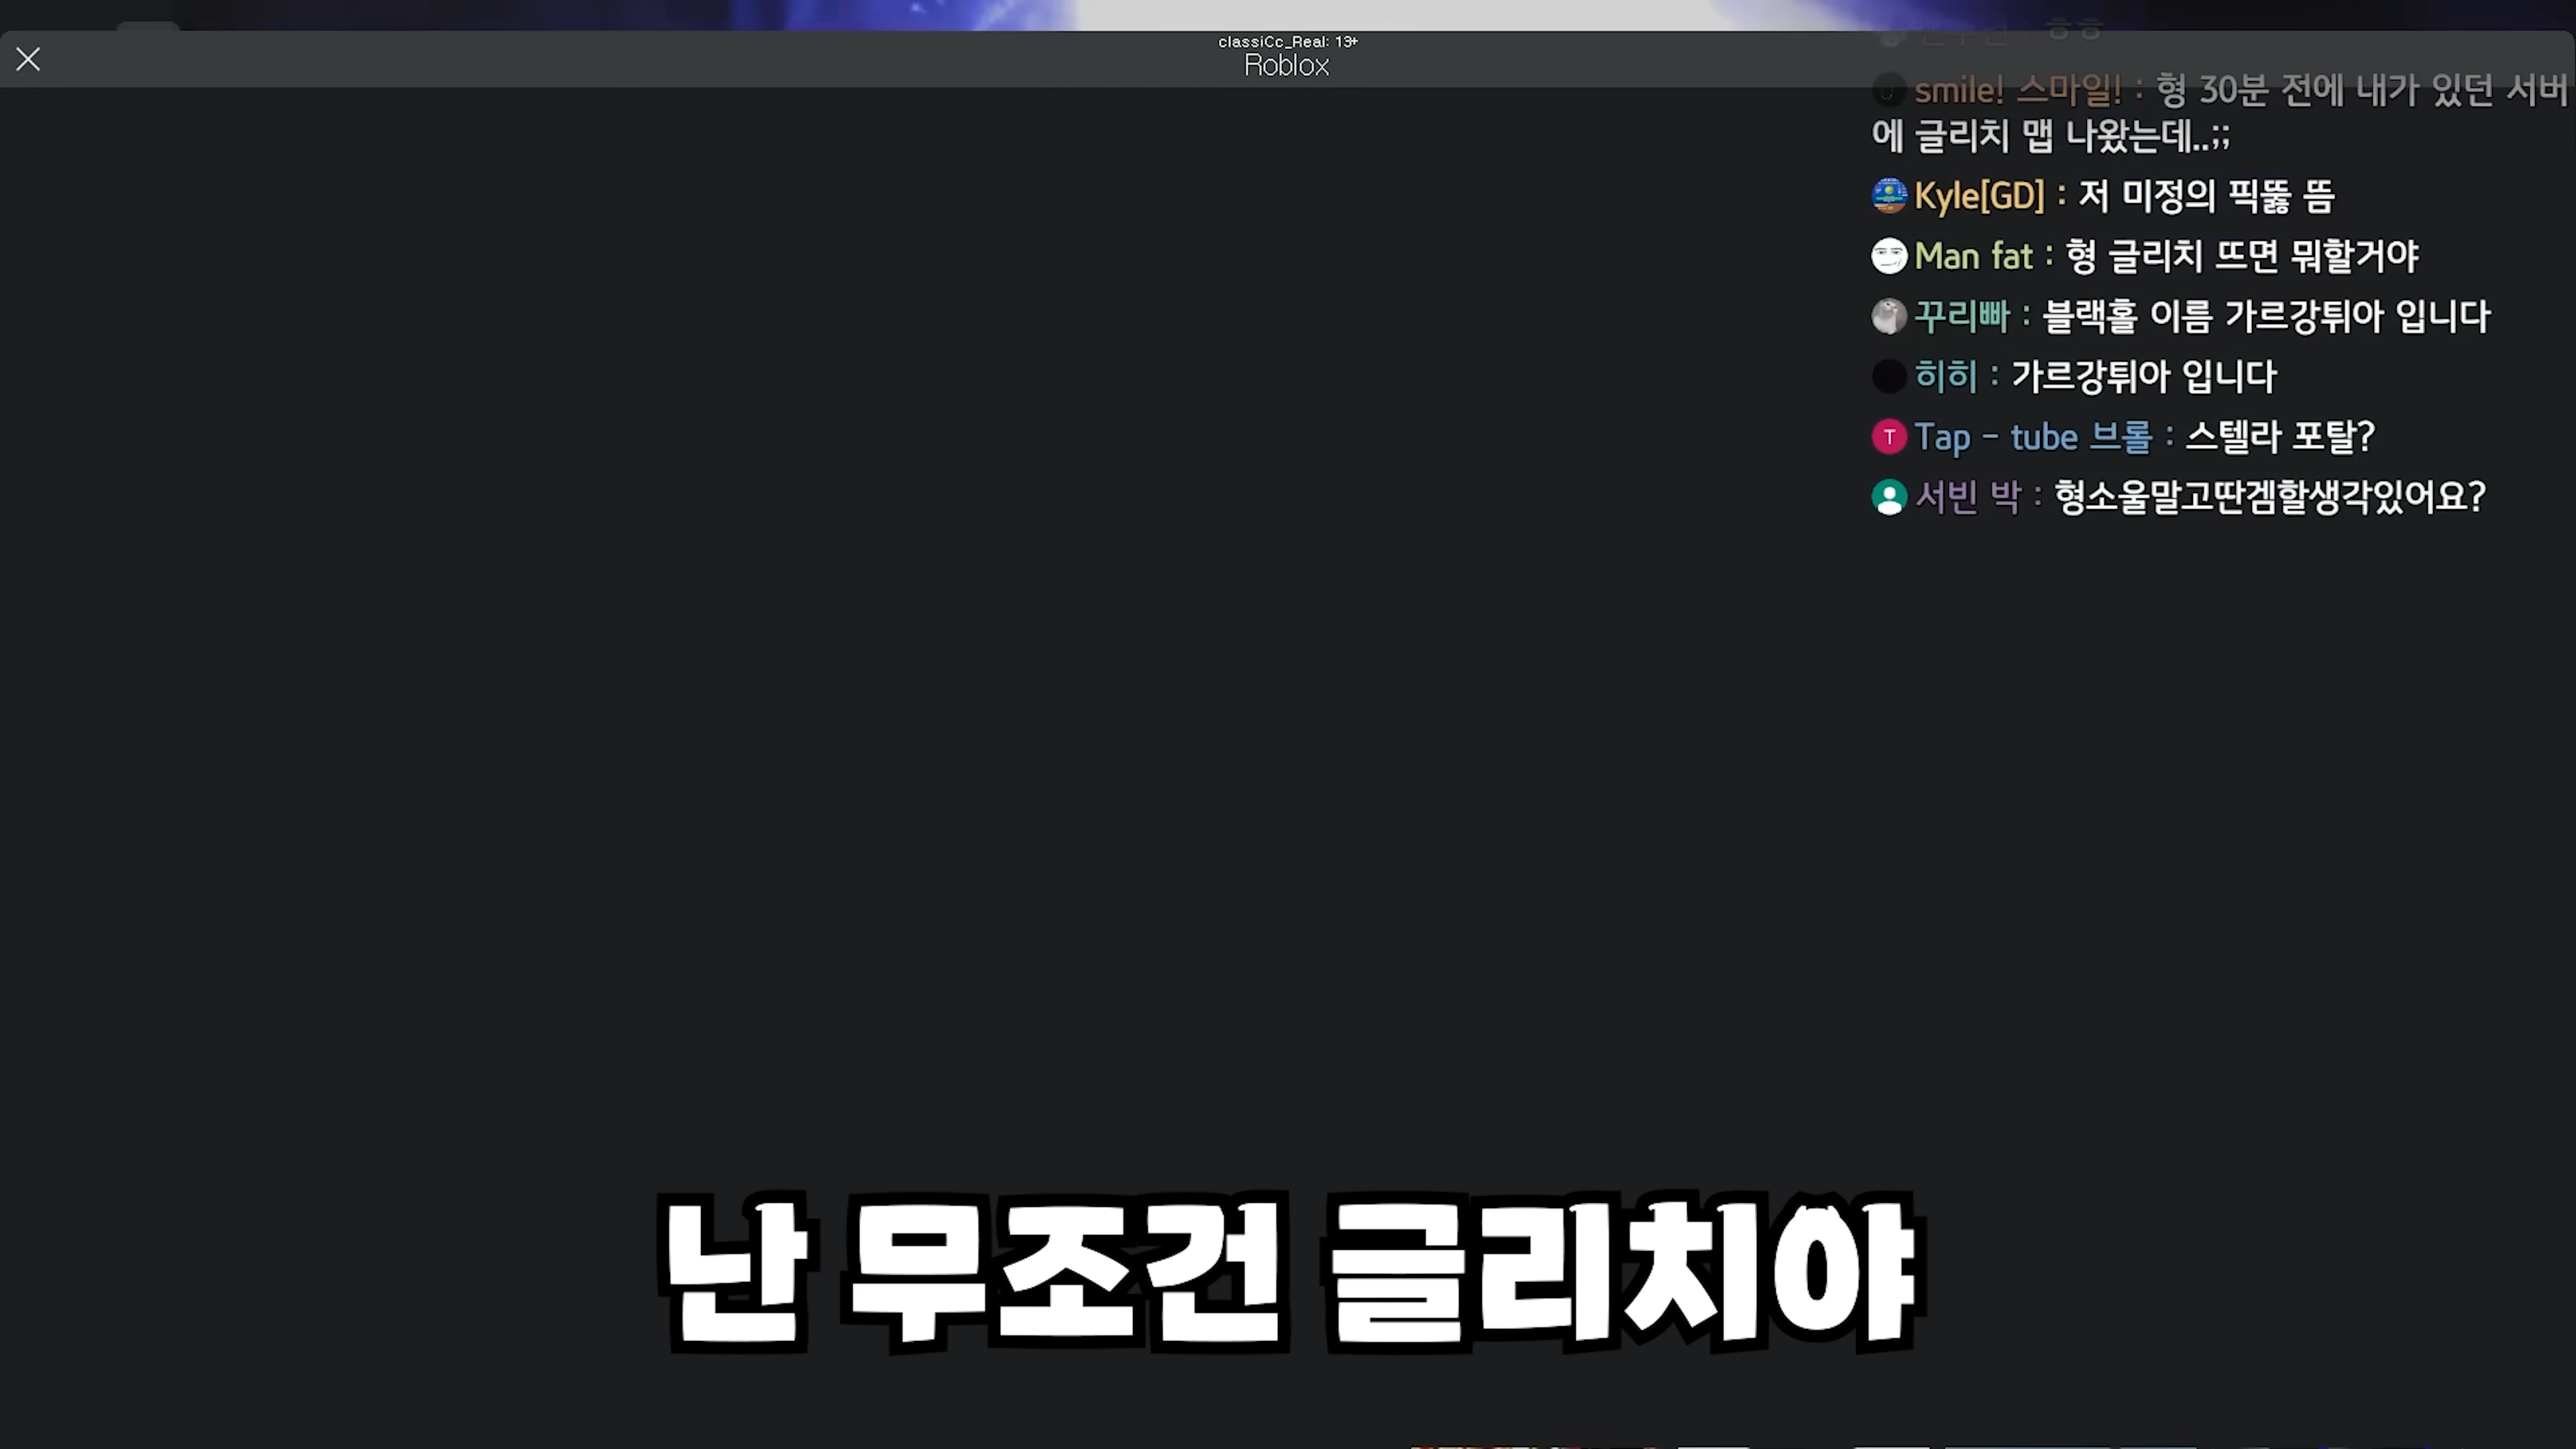 classiCc_Real: 13+
Roblox
smile! 스마일! : 형 30분 전에 내가 있던 서버
에 글리치 맵 나왔는데..;;
Kyle[GD] : 저 미정의 픽뚫 뜸
Man fat : 형 글리치 뜨면 뭐할거야
꾸리빠 : 블랙홀 이름 가르강튀아 입니다
히히 : 가르강튀아 입니다
T Tap - tube 브롤 : 스텔라 포탈?
서빈 박 : 형소울말고딴겜할생각있어요?
난 무조건 글리치야